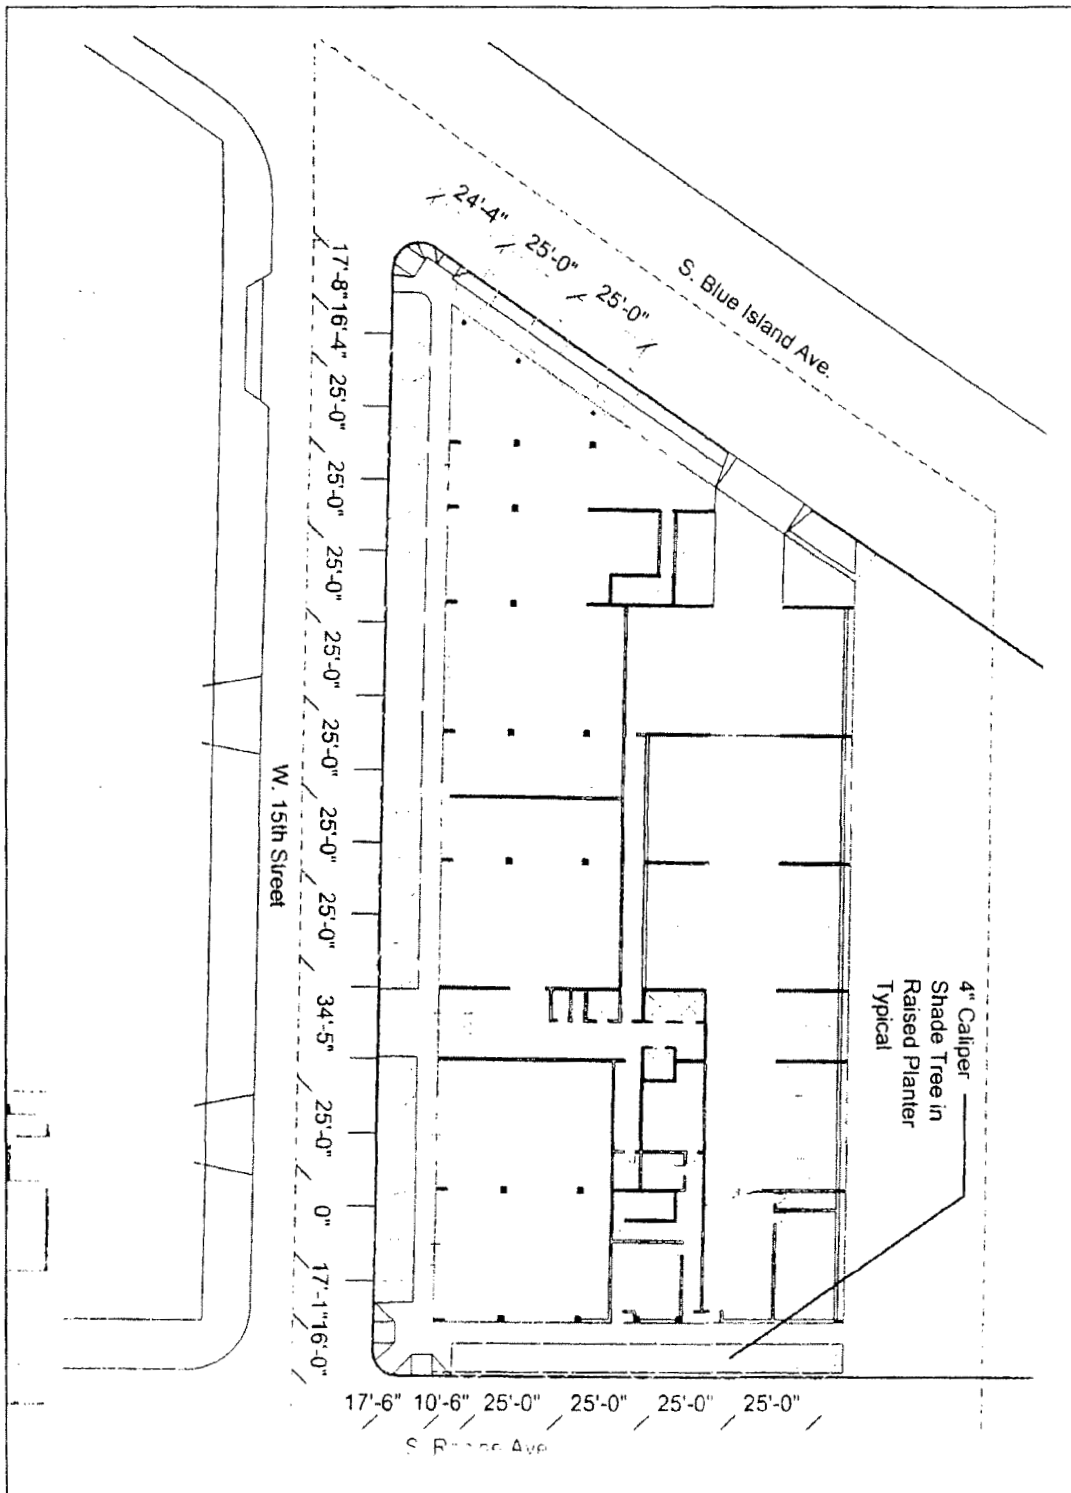 24'-4"
25'-0"
25'-0"
S. Blue Island Ave.
17'-8"
16'-4"
25'-0"
25'-0"
25'-0"
25'-0"
25'-0"
25'-0"
25'-0"
34'-5"
25'-0"
0"
17'-1"
16'-0"
W. 15th Street
4" Caliper
Shade Tree in
Raised Planter
Typical
17'-6" 10'-6" 25'-0" 25'-0" 25'-0" 25'-0"
S. Ave